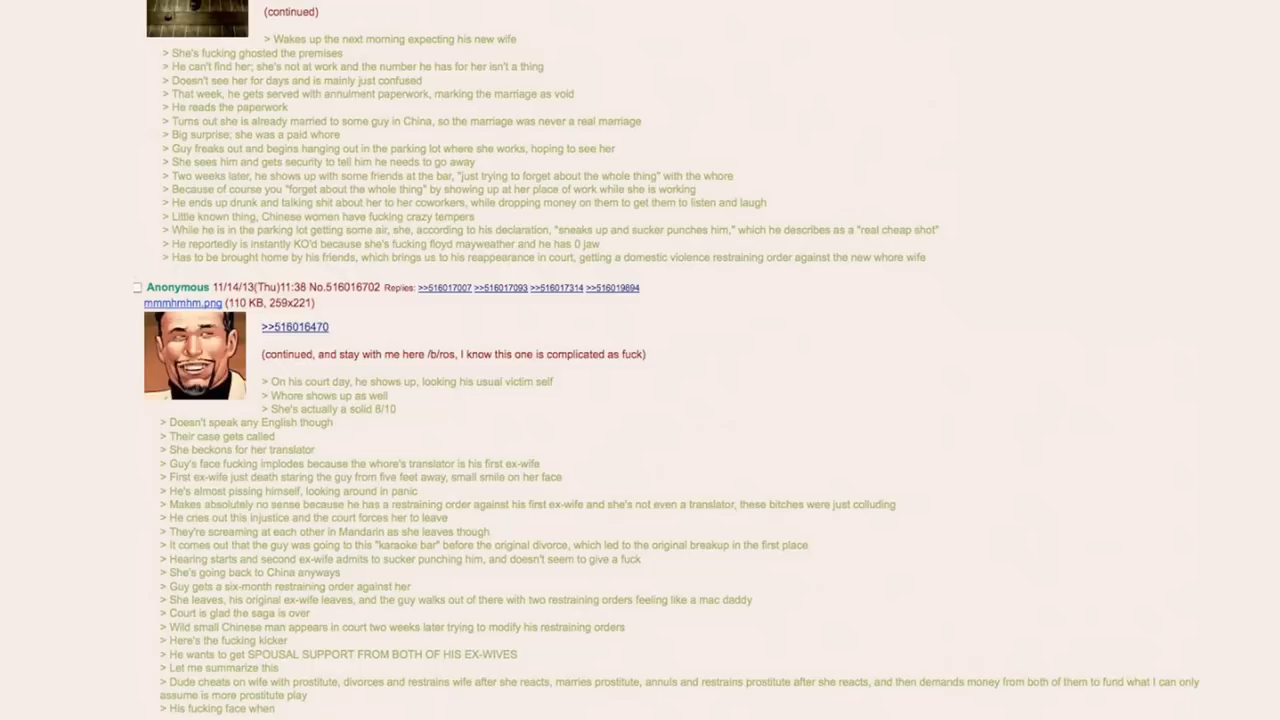 (continued)
> Wakes up the next morning expecting his new wife
> She's fucking ghosted the premises
> He can't find her; she's not at work and the number he has for her isn't a thing
> Doesn't see her for days and is mainly just confused
> That week, he gets served with annulment paperwork, marking the marriage as void
> He reads the paperwork
> Turns out she is already married to some guy in China, so the marriage was never a real marriage
> Big surprise; she was a paid whore
> Guy freaks out and begins hanging out in the parking lot where she works, hoping to see her
> She sees him and gets security to tell him he needs to go away
> Two weeks later, he shows up with some friends at the bar, "just trying to forget about the whole thing" with the whore
> Because of course you "forget about the whole thing" by showing up at her place of work while she is working
> He ends up drunk and talking shit about her to her coworkers, while dropping money on them to get them to listen and laugh
> Little known thing, Chinese women have fucking crazy tempers
> While he is in the parking lot getting some air, she, according to his declaration, "sneaks up and sucker punches him," which he describes as a "real cheap shot"
> He reportedly is instantly KO'd because she's fucking floyd mayweather and he has 0 jaw
> Has to be brought home by his friends, which brings us to his reappearance in court, getting a domestic violence restraining order against the new whore wife
Anonymous 11/14/13(Thu)11:38 No.516016702 Replies: >>516017007 >>516017093 >>516017314 >>516019894
mmmhmhm.png (110 KB, 259x221)
>>516016470
(continued, and stay with me here /b/ros, I know this one is complicated as fuck)
> On his court day, he shows up, looking his usual victim self
> Whore shows up as well
> She's actually a solid 8/10
> Doesn't speak any English though
> Their case gets called
> She beckons for her translator
> Guy's face fucking implodes because the whore's translator is his first ex-wife
> First ex-wife just death staring the guy from five feet away, small smile on her face
> He's almost pissing himself, looking around in panic
> Makes absolutely no sense because he has a restraining order against his first ex-wife and she's not even a translator, these bitches were just colluding
> He cries out this injustice and the court forces her to leave
> They're screaming at each other in Mandarin as she leaves though
> It comes out that the guy was going to this "karaoke bar" before the original divorce, which led to the original breakup in the first place
> Hearing starts and second ex-wife admits to sucker punching him, and doesn't seem to give a fuck
> She's going back to China anyways
> Guy gets a six-month restraining order against her
> She leaves, his original ex-wife leaves, and the guy walks out of there with two restraining orders feeling like a mac daddy
> Court is glad the saga is over
> Wild small Chinese man appears in court two weeks later trying to modify his restraining orders
> Here's the fucking kicker
> He wants to get SPOUSAL SUPPORT FROM BOTH OF HIS EX-WIVES
> Let me summarize this
> Dude cheats on wife with prostitute, divorces and restrains wife after she reacts, marries prostitute, annuls and restrains prostitute after she reacts, and then demands money from both of them to fund what I can only
assume is more prostitute play
> His fucking face when